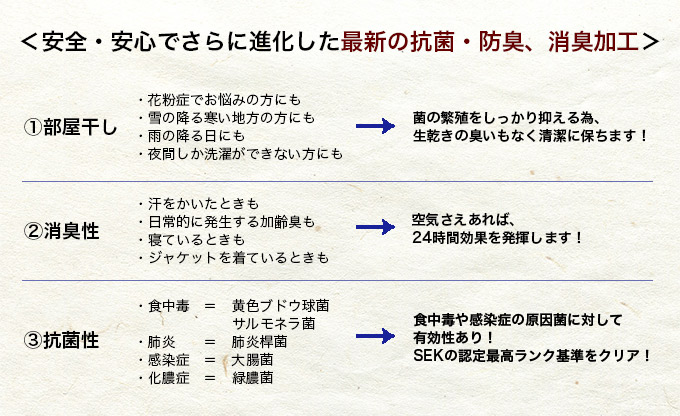 ＜安全・安心でさらに進化した最新の抗菌・防臭、消臭加工＞
①部屋干し
・花粉症でお悩みの方にも
・雪の降る寒い地方の方にも
・雨の降る日にも
・夜間しか洗濯ができない方にも
菌の繁殖をしっかり抑える為、
生乾きの臭いもなく清潔に保ちます！
②消臭性
・汗をかいたときも
・日常的に発生する加齢臭も
・寝ているときも
・ジャケットを着ているときも
空気さえあれば、
24時間効果を発揮します！
③抗菌性
・食中毒　＝　黄色ブドウ球菌
サルモネラ菌
・肺炎　　＝　肺炎桿菌
・感染症　＝　大腸菌
・化膿症　＝　緑膿菌
食中毒や感染症の原因菌に対して
有効性あり！
SEKの認定最高ランク基準をクリア！